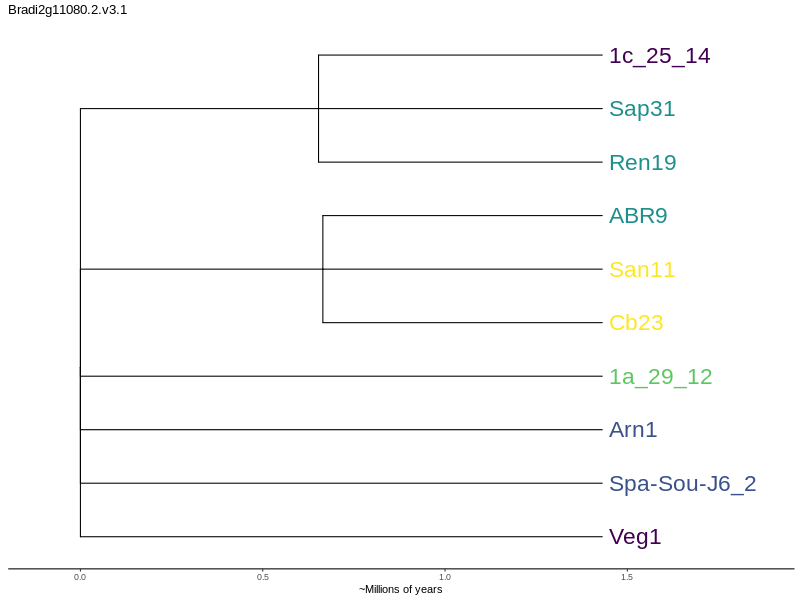 Bradi2g11080.2.v3.1
1c_25_14
Sap31
Ren19
ABR9
San11
Cb23
1a_29_12
Arn1
Spa-Sou-J6_2
Veg1
0.0 0.5 1.0 1.5
~Millions of years